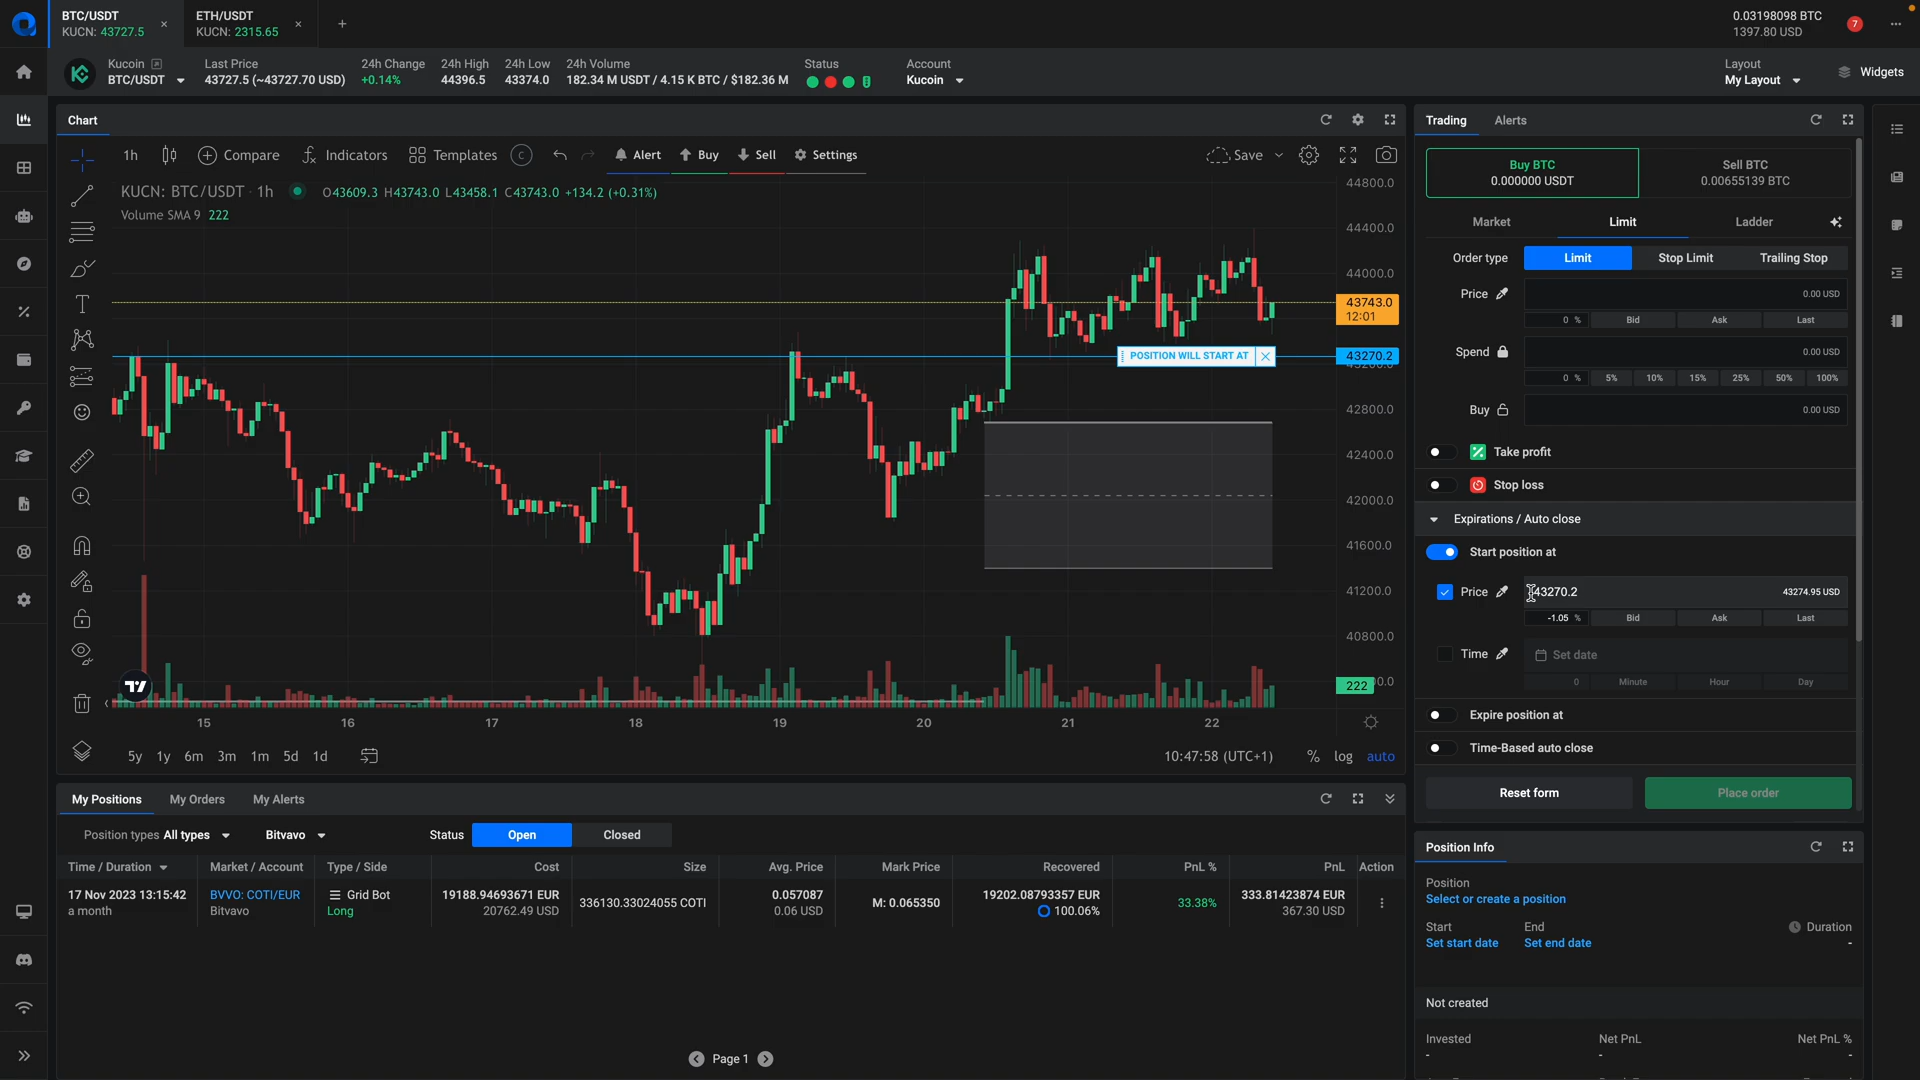 BTC/USDT
KUCN: 43727.5
ETH/USDT
KUCN: 2315.65
0.03198098 BTC
1397.80 USD
7
Kucoin
BTC/USDT
Last Price
43727.5 (~43727.70 USD)
24h Change
+0.14%
24h High
44396.5
24h Low
43374.0
24h Volume
182.34 M USDT / 4.15 K BTC / $182.36 M
Status
Account
Kucoin
Layout
My Layout
Widgets
Chart
1h
Compare
Indicators
Templates
C
Alert
Buy
Sell
Settings
Save
KUCN: BTC/USDT · 1h
O43609.3 H43743.0 L43458.1 C43743.0 +134.2 (+0.31%)
Volume SMA 9 222
44800.0
44400.0
44000.0
43743.0
12:01
POSITION WILL START AT
43270.2
42800.0
42400.0
42000.0
41600.0
41200.0
40800.0
222
15
16
17
18
19
20
21
22
5y
1y
6m
3m
1m
5d
1d
10:47:58 (UTC+1)
%
log
auto
Trading
Alerts
Buy BTC
0.000000 USDT
Sell BTC
0.00655139 BTC
Market
Limit
Ladder
Order type
Limit
Stop Limit
Trailing Stop
Price
0.00 USD
0 %
Bid
Ask
Last
Spend
0.00 USD
0 %
5%
10%
15%
25%
50%
100%
Buy
0.00 USD
Take profit
Stop loss
Expirations / Auto close
Start position at
Price
43270.2
43274.95 USD
-1.05 %
Bid
Ask
Last
Time
Set date
0
Minute
Hour
Day
Expire position at
Time-Based auto close
Reset form
Place order
My Positions
My Orders
My Alerts
Position types All types
Bitvavo
Status
Open
Closed
Time / Duration
Market / Account
Type / Side
Cost
Size
Avg. Price
Mark Price
Recovered
PnL %
PnL
Action
17 Nov 2023 13:15:42
a month
BVVO: COTI/EUR
Bitvavo
Grid Bot
Long
19188.94693671 EUR
20762.49 USD
336130.33024055 COTI
0.057087
0.06 USD
M: 0.065350
19202.08793357 EUR
100.06%
33.38%
333.81423874 EUR
367.30 USD
Page 1
Position Info
Position
Select or create a position
Start
Set start date
End
Set end date
Duration
-
Not created
Invested
-
Net PnL
-
Net PnL %
-